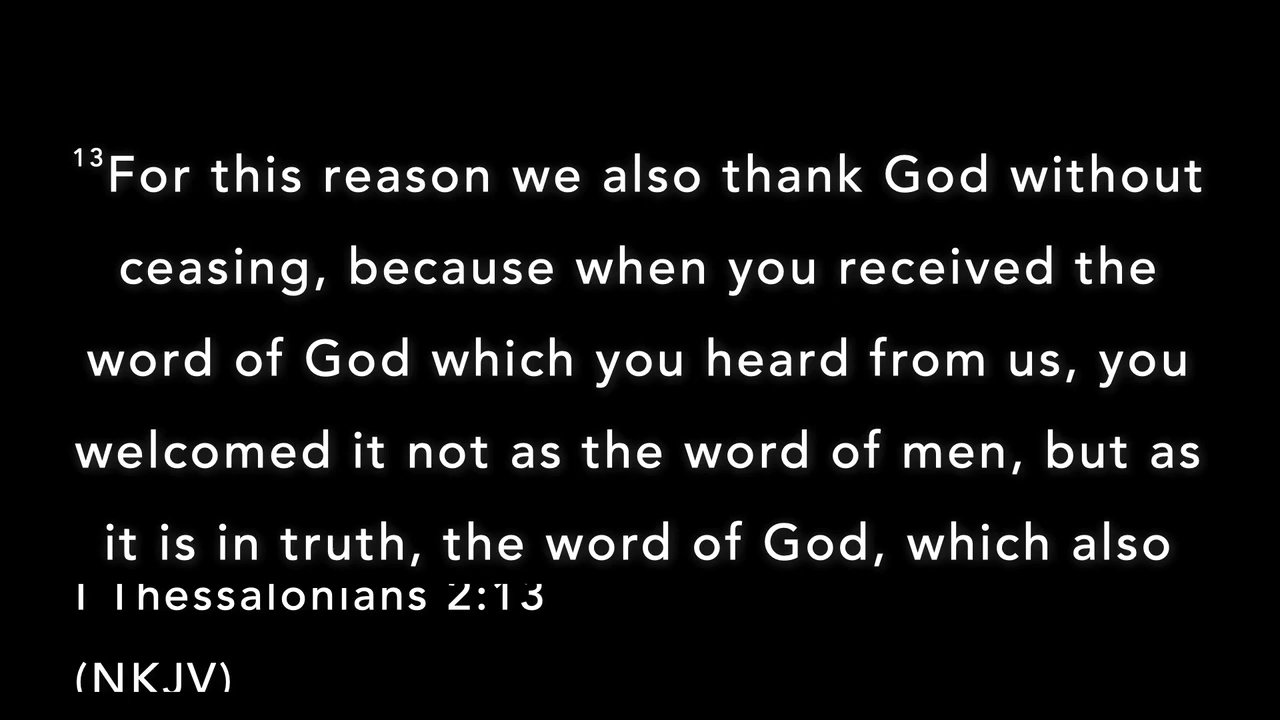 13For this reason we also thank God without
ceasing, because when you received the
word of God which you heard from us, you
welcomed it not as the word of men, but as
it is in truth, the word of God, which also
I Thessalonians 2:13
(NKJV)